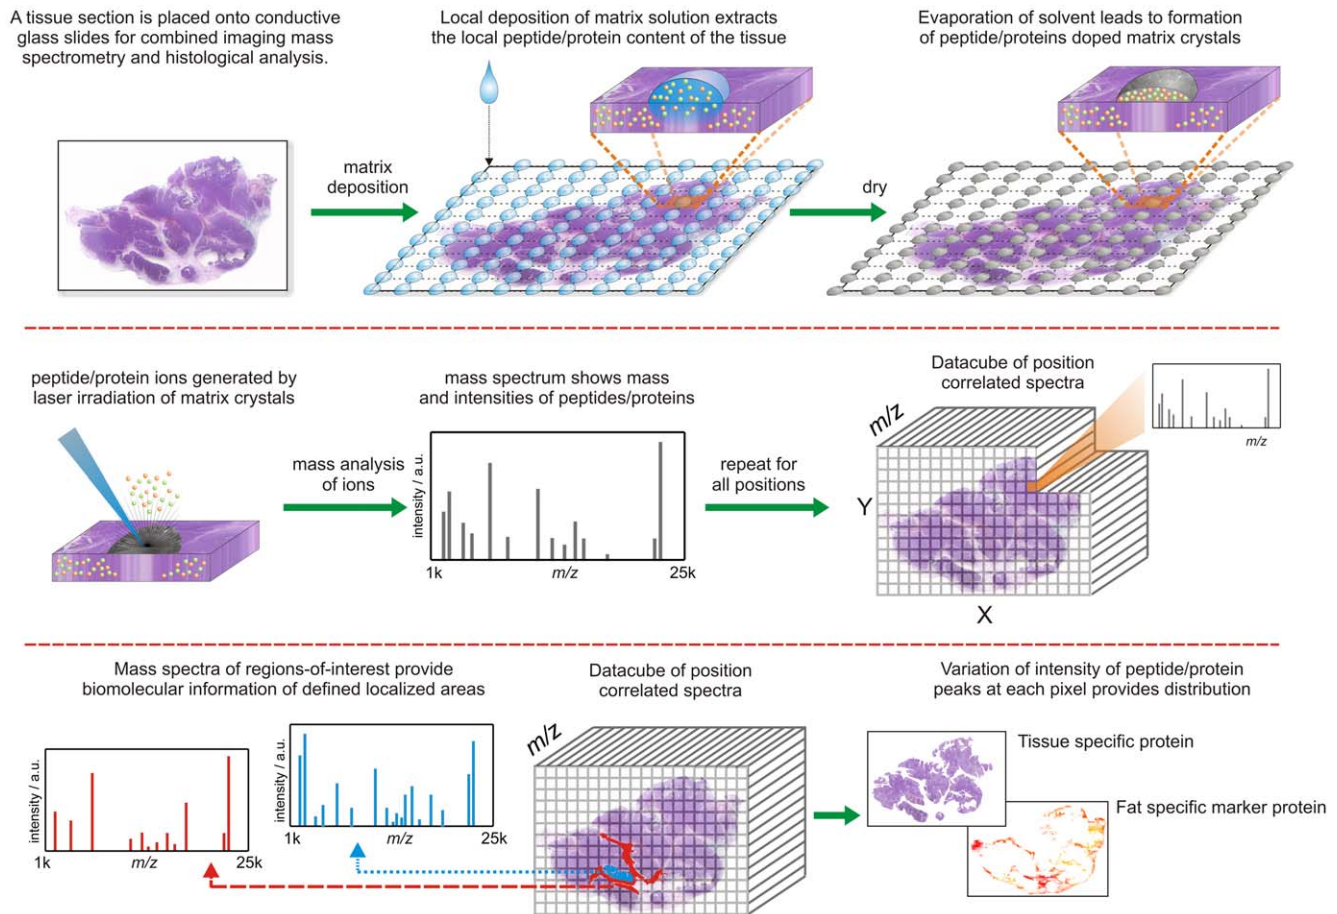 A tissue section is placed onto conductive
glass slides for combined imaging mass
spectrometry and histological analysis.
Local deposition of matrix solution extracts
the local peptide/protein content of the tissue
Evaporation of solvent leads to formation
of peptide/proteins doped matrix crystals
matrix
deposition
dry
peptide/protein ions generated by
laser irradiation of matrix crystals
mass analysis
of ions
mass spectrum shows mass
and intensities of peptides/proteins
intensity / a.u.
1k
m/z
25k
repeat for
all positions
Datacube of position
correlated spectra
m/z
Y
X
m/z
Mass spectra of regions-of-interest provide
biomolecular information of defined localized areas
intensity / a.u.
1k
m/z
25k
intensity / a.u.
1k
m/z
25k
Datacube of position
correlated spectra
m/z
Variation of intensity of peptide/protein
peaks at each pixel provides distribution
Tissue specific protein
Fat specific marker protein